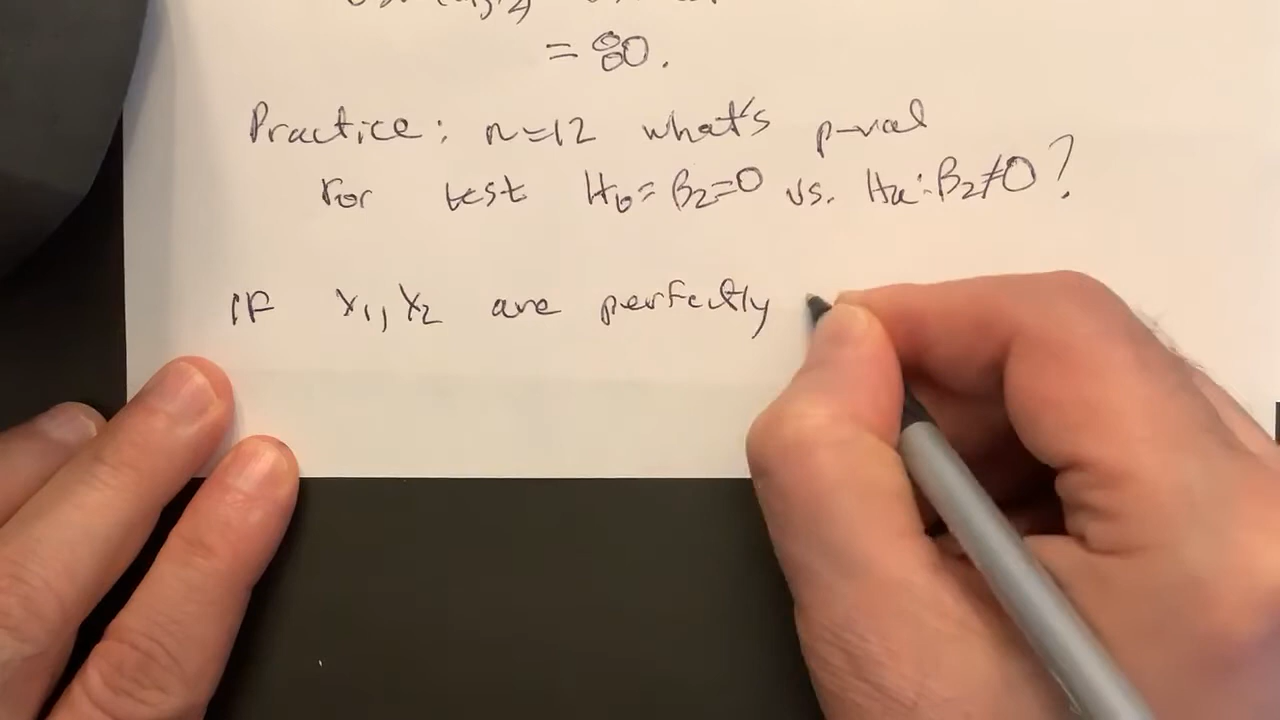 = 80.
Practice: n=12 what's p-val
for test H0= β2=0 vs. Ha: β2≠0?
If x1, x2 are perfectly